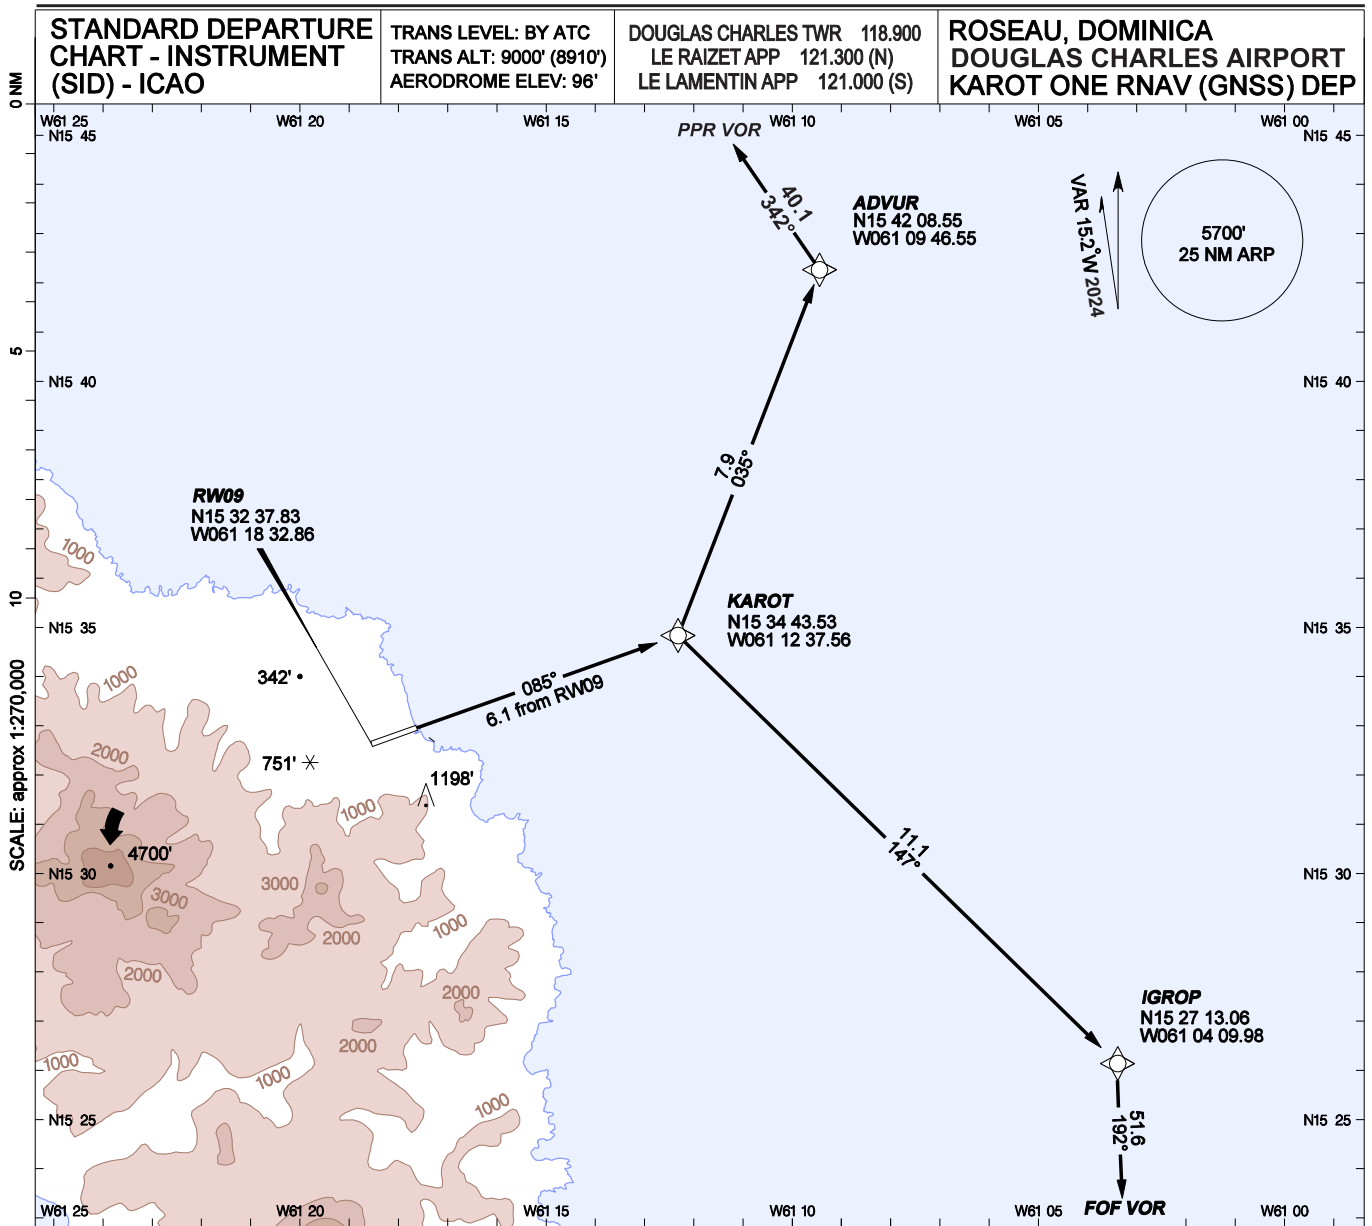 STANDARD DEPARTURE
CHART - INSTRUMENT
(SID) - ICAO
TRANS LEVEL: BY ATC
TRANS ALT: 9000' (8910')
AERODROME ELEV: 96'
DOUGLAS CHARLES TWR 118.900
LE RAIZET APP 121.300 (N)
LE LAMENTIN APP 121.000 (S)
ROSEAU, DOMINICA
DOUGLAS CHARLES AIRPORT
KAROT ONE RNAV (GNSS) DEP
0 NM
5
10
SCALE: approx 1:270,000
W61 25
W61 20
W61 15
W61 10
W61 05
W61 00
N15 45
N15 45
PPR VOR
40.1
342°
ADVUR
N15 42 08.55
W061 09 46.55
VAR 15.2°W 2024
5700'
25 NM ARP
N15 40
N15 40
7.9
035°
RW09
N15 32 37.83
W061 18 32.86
1000
KAROT
N15 34 43.53
W061 12 37.56
N15 35
N15 35
342'
1000
085°
6.1 from RW09
2000
751'
1198'
1000
4700'
11.1
147°
N15 30
N15 30
3000
3000
1000
2000
2000
2000
IGROP
N15 27 13.06
W061 04 09.98
2000
1000
1000
1000
N15 25
N15 25
51.6
192°
FOF VOR
W61 25
W61 20
W61 15
W61 10
W61 05
W61 00